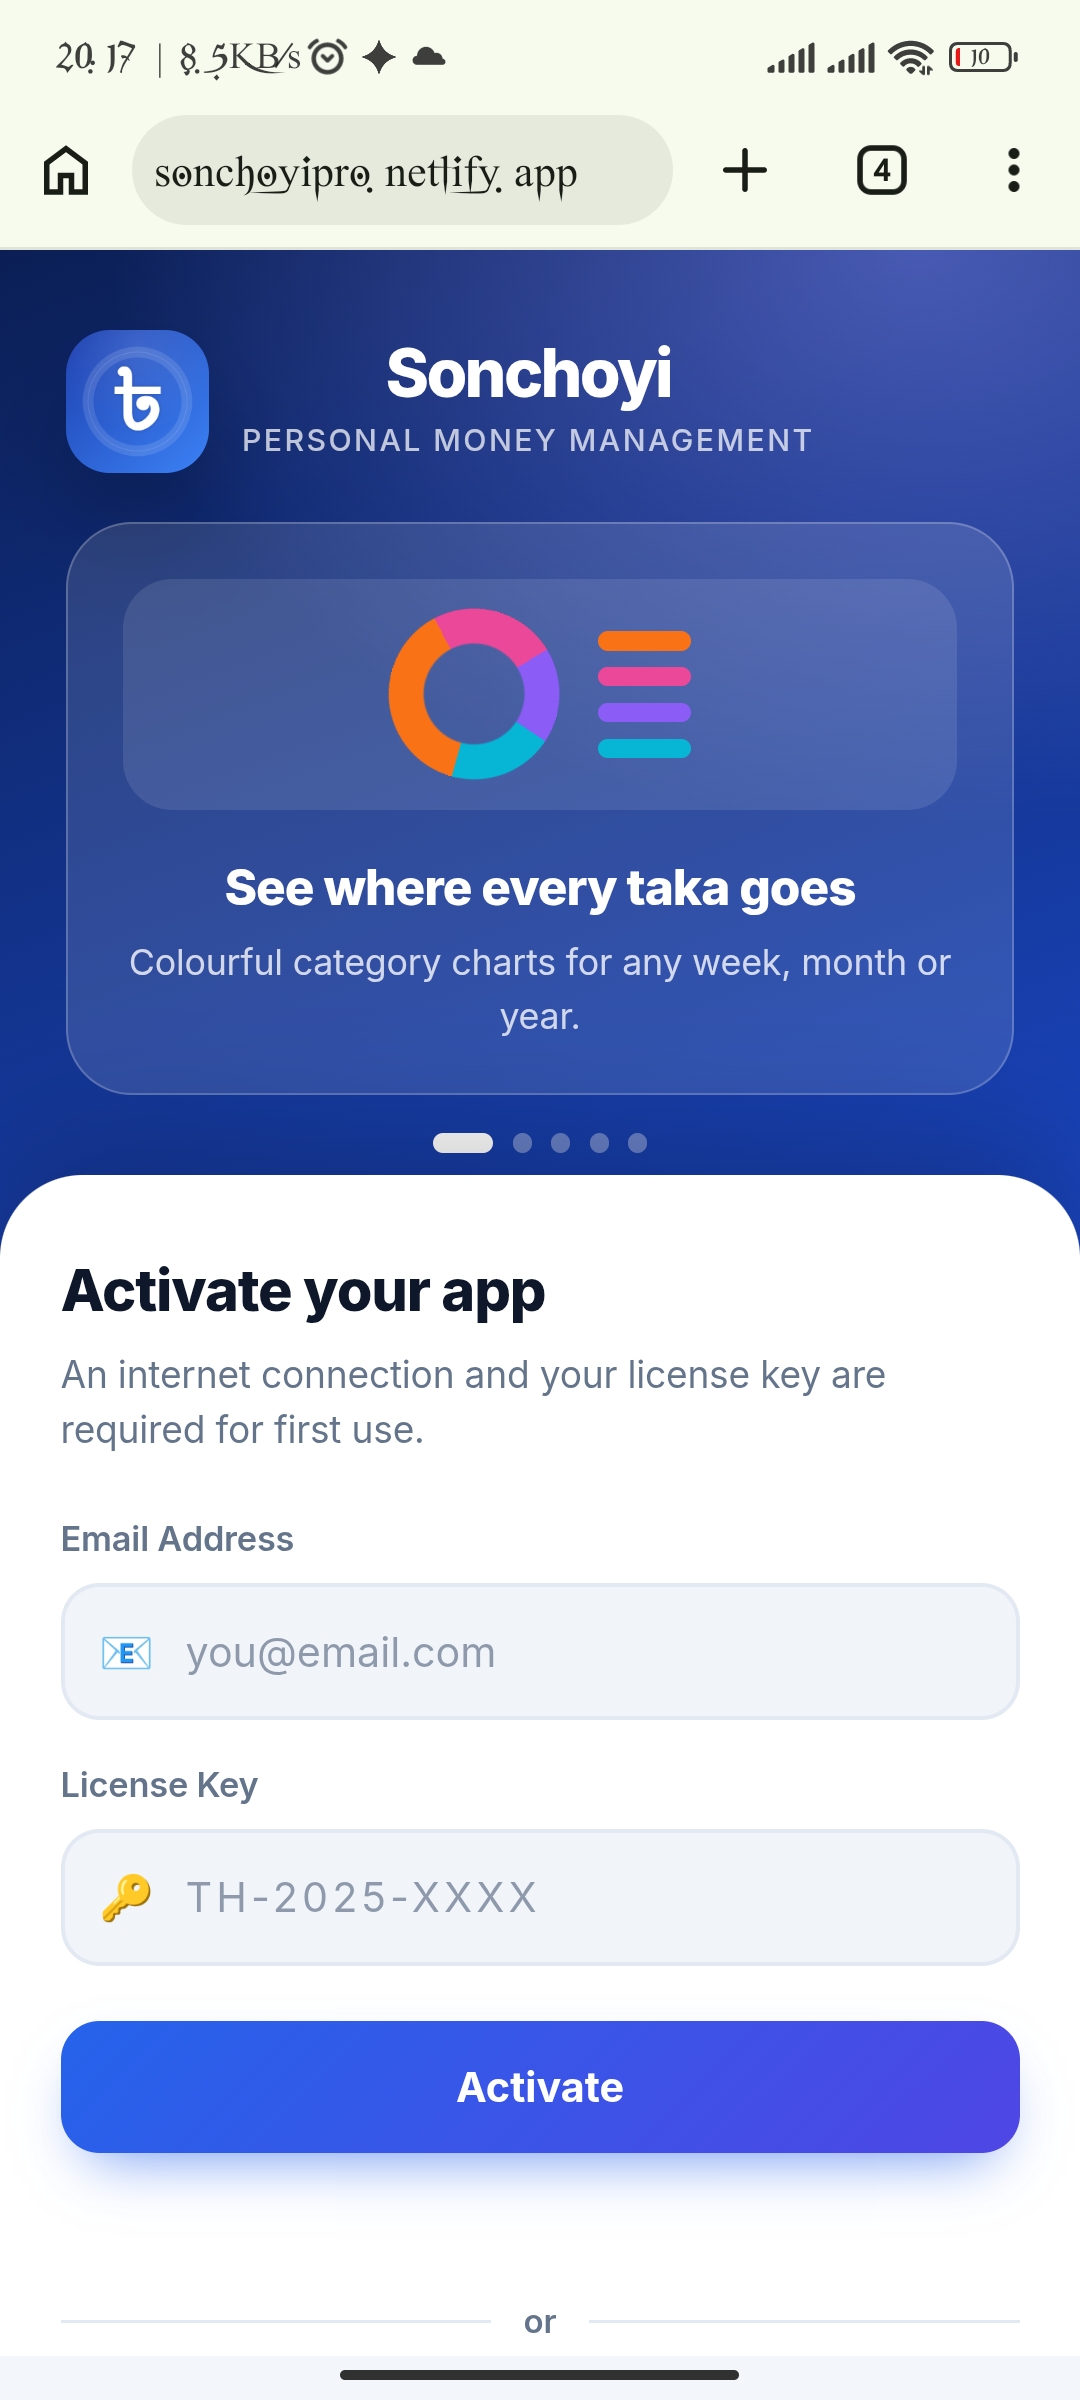 20:17 | 8.5KB/s
10
sonchoyipro.netlify.app
4
৳
Sonchoyi
PERSONAL MONEY MANAGEMENT
See where every taka goes
Colourful category charts for any week, month or
year.
Activate your app
An internet connection and your license key are
required for first use.
Email Address
you@email.com
License Key
TH-2025-XXXX
Activate
or